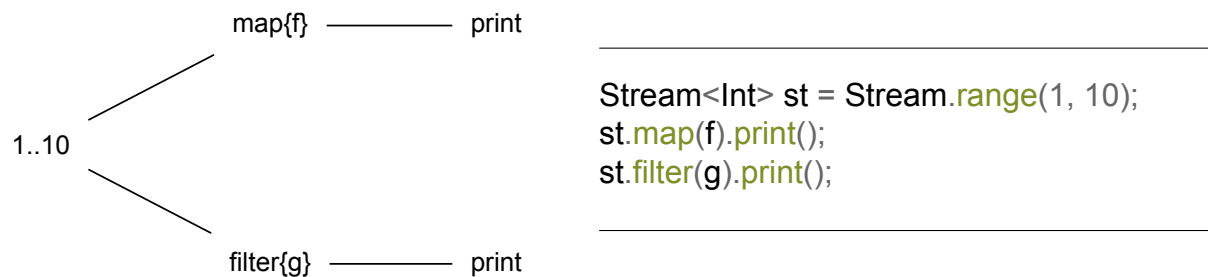 map{f} print
1..10
filter{g} print
Stream<Int> st = Stream.range(1, 10);
st.map(f).print();
st.filter(g).print();